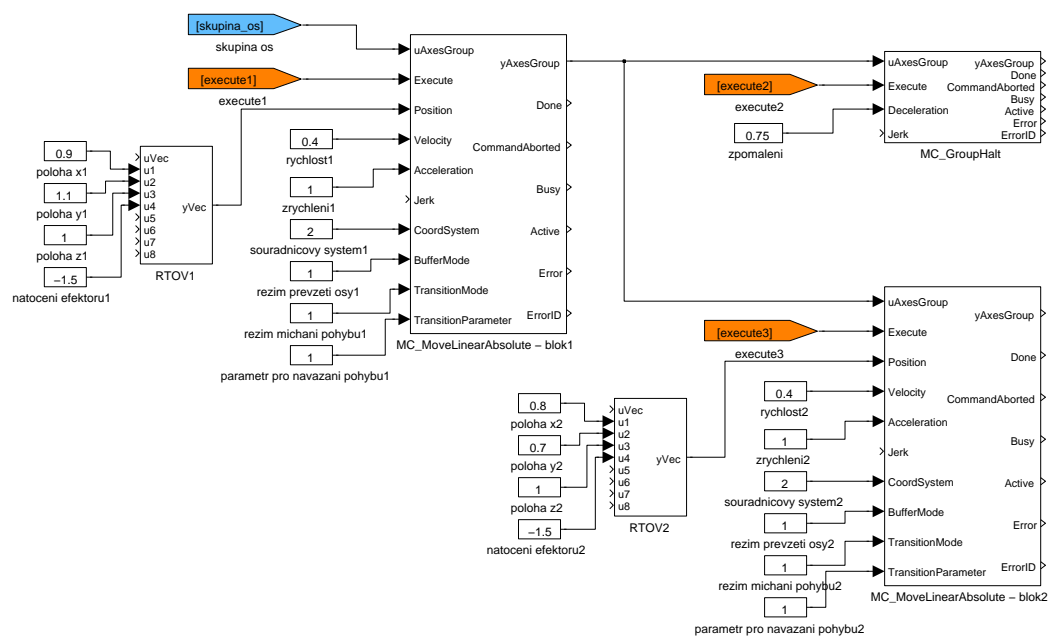 [skupina_os]
skupina os
[execute1]
execute1
uAxesGroup
Execute
Position
Velocity
Acceleration
Jerk
CoordSystem
BufferMode
TransitionMode
TransitionParameter
yAxesGroup
Done
CommandAborted
Busy
Active
Error
ErrorID
MC_MoveLinearAbsolute – blok1
0.4
rychlost1
1
zrychleni1
2
souradnicovy system1
1
rezim prevzeti osy1
1
rezim michani pohybu1
1
parametr pro navazani pohybu1
0.9
poloha x1
1.1
poloha y1
1
poloha z1
−1.5
natoceni efektoru1
uVec
u1
u2
u3
u4
u5
u6
u7
u8
yVec
RTOV1
[execute2]
execute2
0.75
zpomaleni
uAxesGroup
Execute
Deceleration
Jerk
yAxesGroup
Done
CommandAborted
Busy
Active
Error
ErrorID
MC_GroupHalt
[execute3]
execute3
uAxesGroup
Execute
Position
Velocity
Acceleration
Jerk
CoordSystem
BufferMode
TransitionMode
TransitionParameter
yAxesGroup
Done
CommandAborted
Busy
Active
Error
ErrorID
MC_MoveLinearAbsolute – blok2
0.4
rychlost2
1
zrychleni2
2
souradnicovy system2
1
rezim prevzeti osy2
1
rezim michani pohybu2
1
parametr pro navazani pohybu2
0.8
poloha x2
0.7
poloha y2
1
poloha z2
−1.5
natoceni efektoru2
uVec
u1
u2
u3
u4
u5
u6
u7
u8
yVec
RTOV2